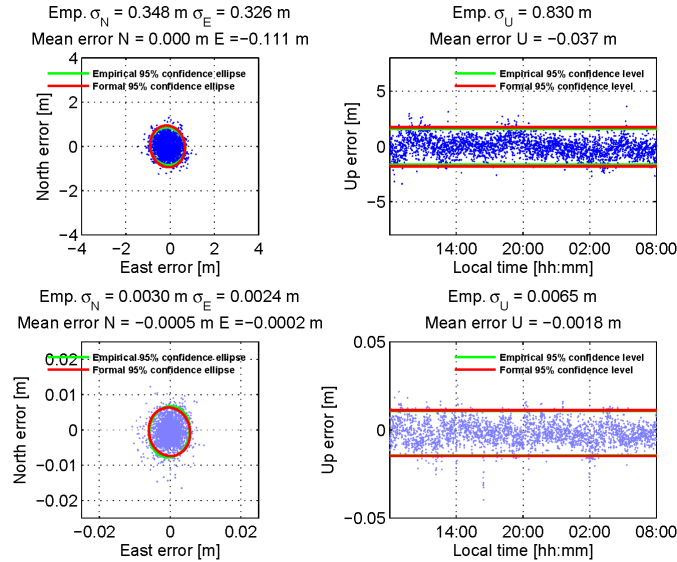 Emp. σN = 0.348 m σE = 0.326 m
Mean error N = 0.000 m E =−0.111 m
4
2
0
−2
−4
−4
−2
0
2
4
North error [m]
East error [m]
Empirical 95% confidence ellipse
Formal 95% confidence ellipse
Emp. σU = 0.830 m
Mean error U = −0.037 m
5
0
−5
14:00
20:00
02:00
08:00
Up error [m]
Local time [hh:mm]
Empirical 95% confidence level
Formal 95% confidence level
Emp. σN = 0.0030 m σE = 0.0024 m
Mean error N = −0.0005 m E =−0.0002 m
0.02
0.01
0
−0.01
−0.02
−0.02
0
0.02
North error [m]
East error [m]
Empirical 95% confidence ellipse
Formal 95% confidence ellipse
Emp. σU = 0.0065 m
Mean error U = −0.0018 m
0.05
0
−0.05
14:00
20:00
02:00
08:00
Up error [m]
Local time [hh:mm]
Empirical 95% confidence level
Formal 95% confidence level